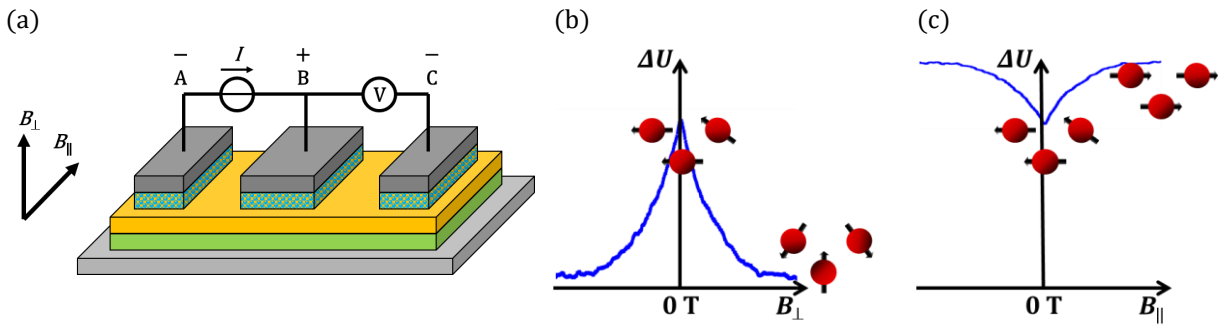 (a)
− I + −
A B V C
B⊥
B∥
(b)
ΔU
0 T B⊥
(c)
ΔU
0 T B∥